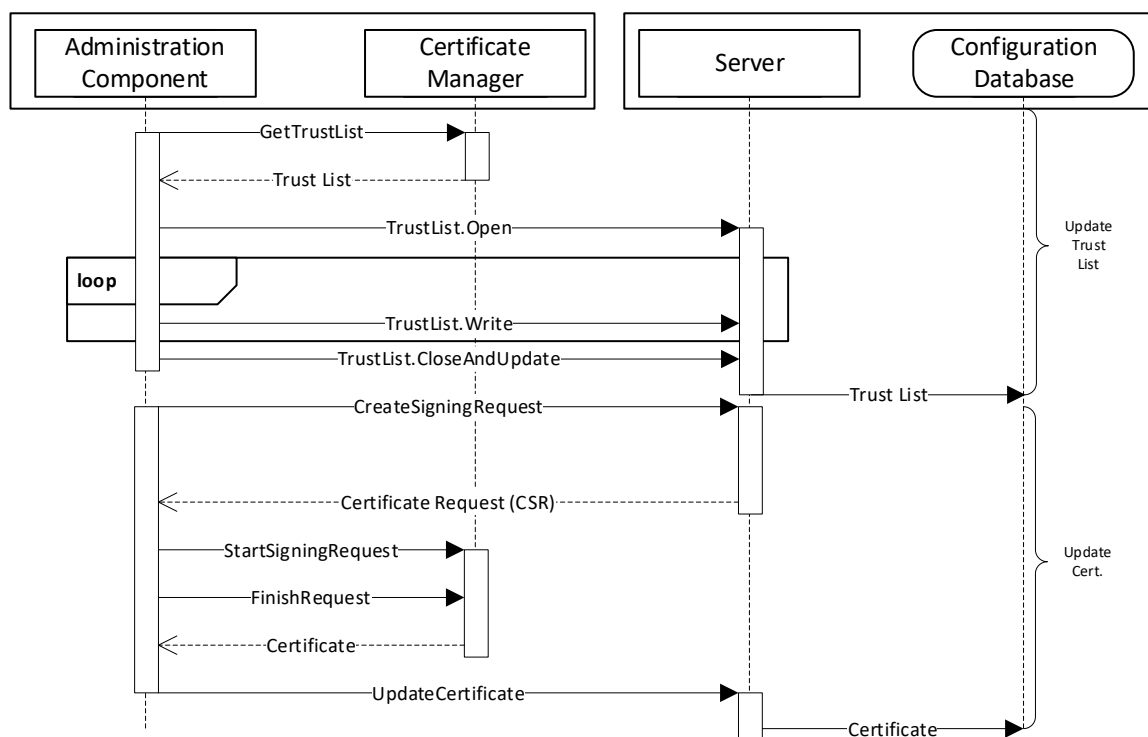 Administration
Component
Certificate
Manager
Server
Configuration
Database
GetTrustList
Trust List
TrustList.Open
Update
Trust
List
loop
TrustList.Write
TrustList.CloseAndUpdate
Trust List
CreateSigningRequest
Certificate Request (CSR)
StartSigningRequest
Update
Cert.
FinishRequest
Certificate
UpdateCertificate
Certificate